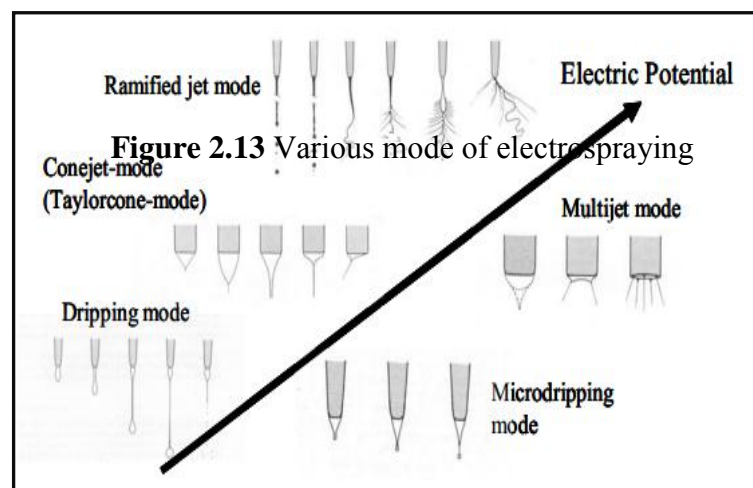 Ramified jet mode
Electric Potential
Figure 2.13 Various mode of electrospraying
Conejet-mode
(Taylorcone-mode)
Multijet mode
Dripping mode
Microdripping
mode